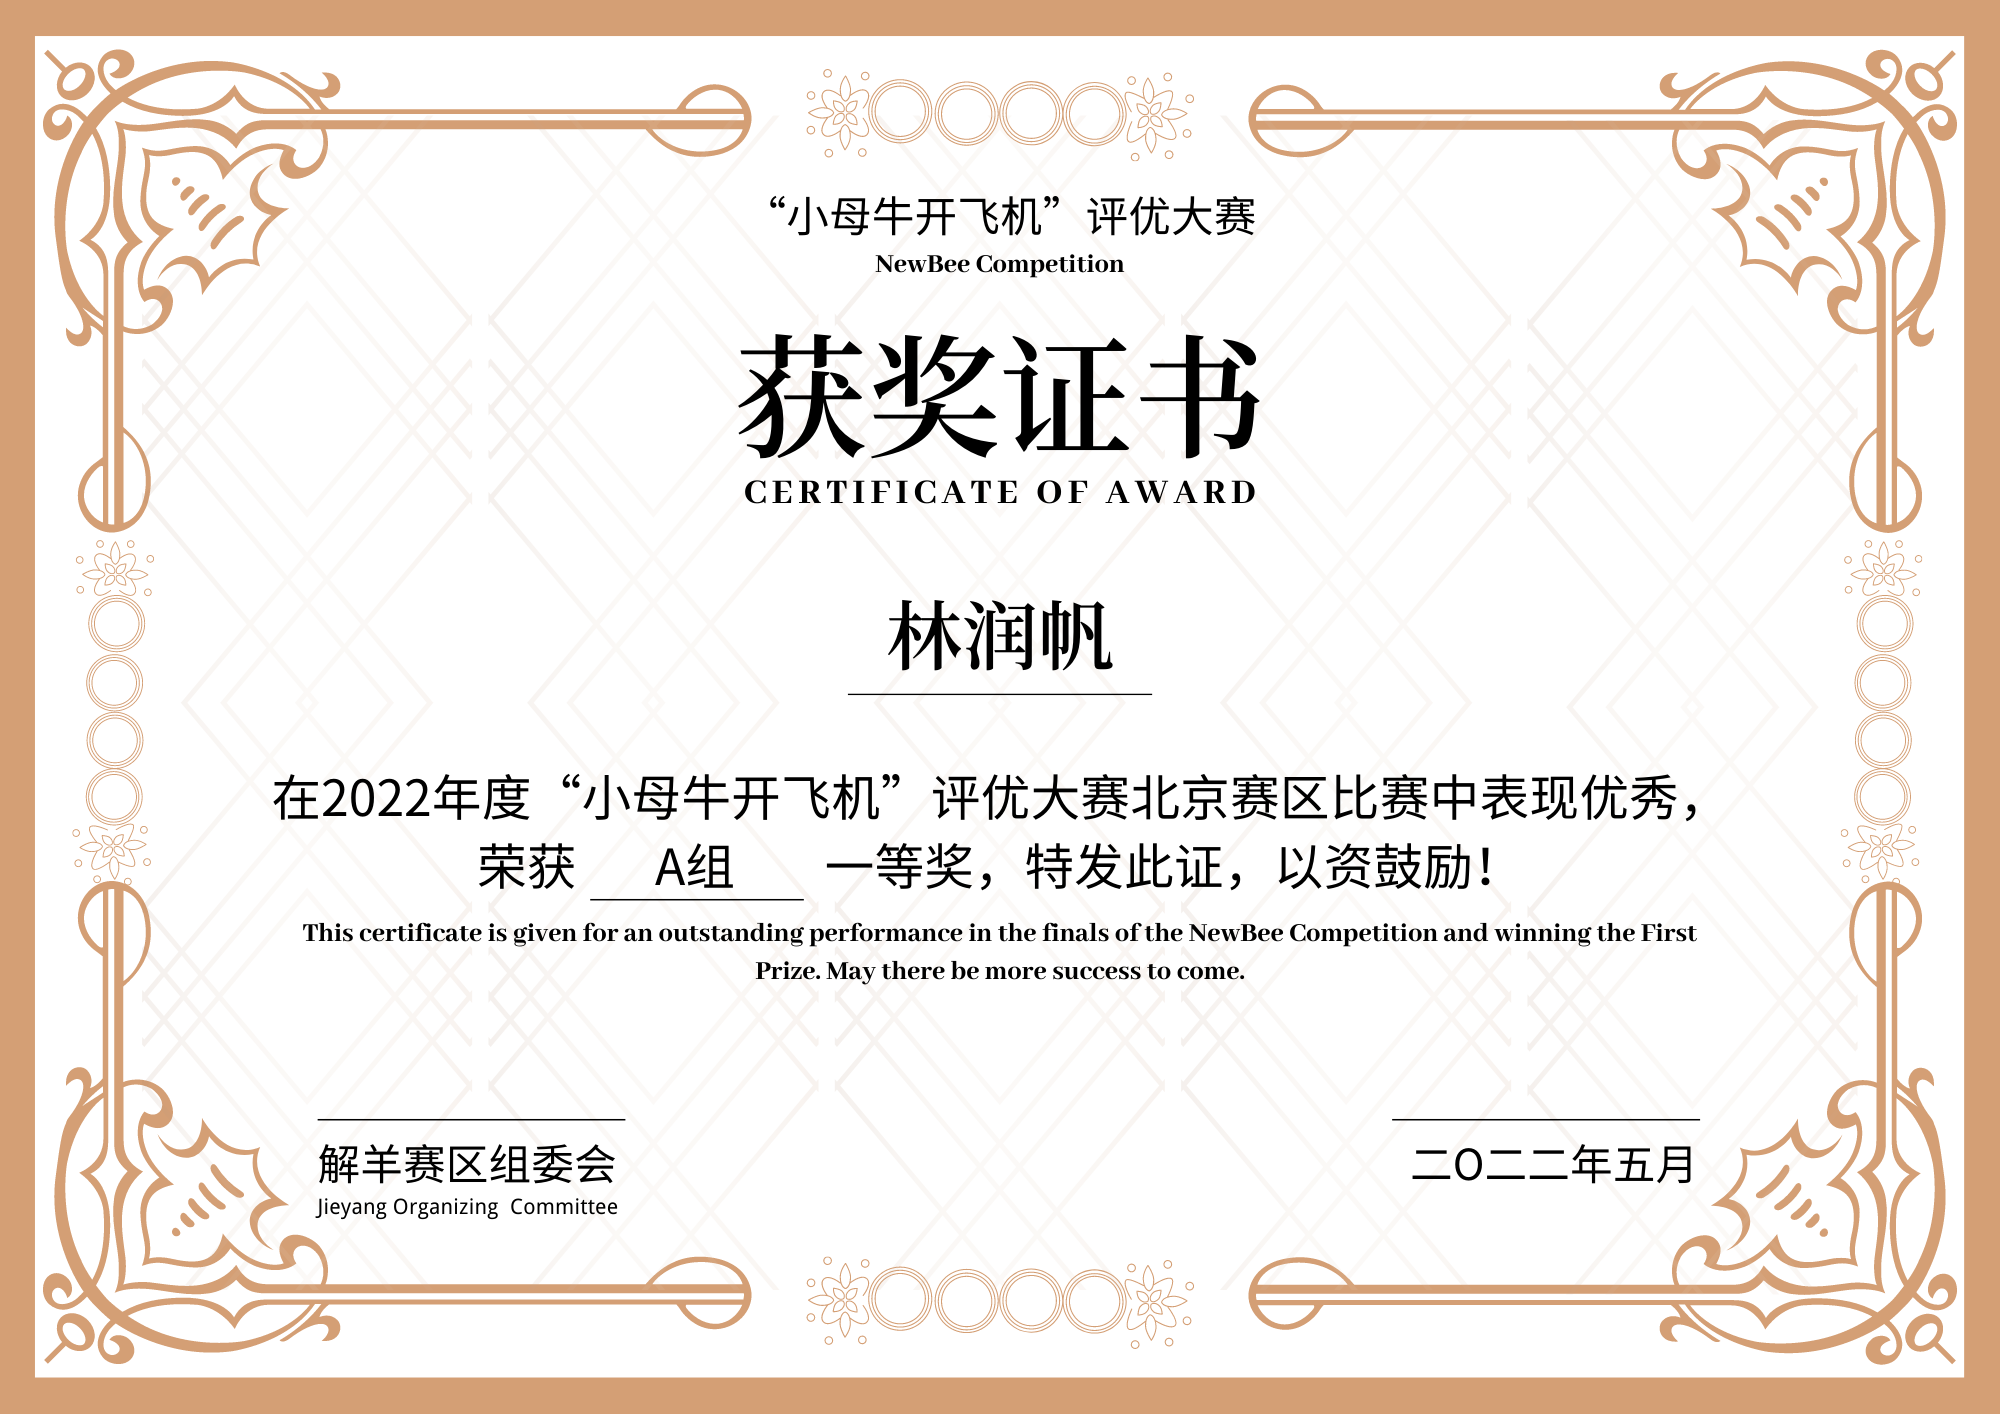 “小母牛开飞机”评优大赛
NewBee Competition
获奖证书
CERTIFICATE OF AWARD
林润帆
在2022年度“小母牛开飞机”评优大赛北京赛区比赛中表现优秀，
荣获 A组 一等奖，特发此证，以资鼓励！
This certificate is given for an outstanding performance in the finals of the NewBee Competition and winning the First
Prize. May there be more success to come.
解羊赛区组委会
Jieyang Organizing Committee
二O二二年五月